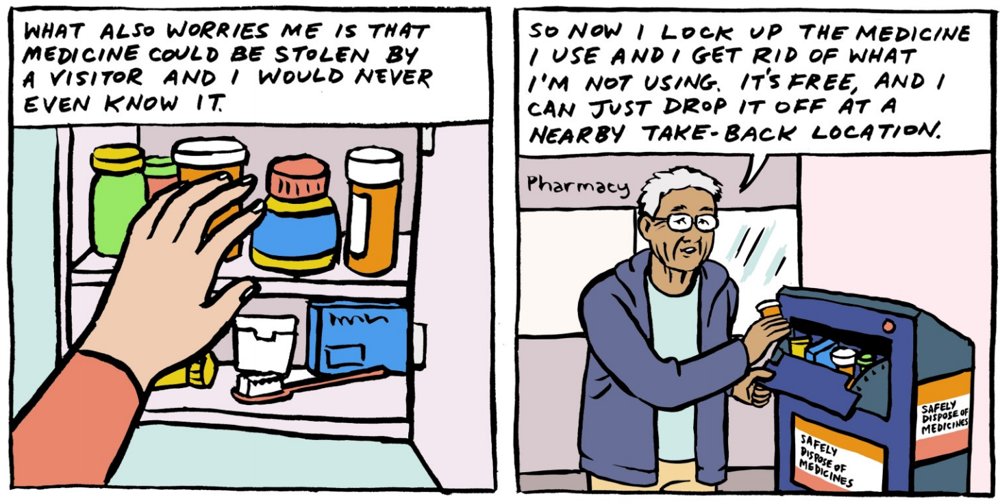 WHAT ALSO WORRIES ME IS THAT
MEDICINE COULD BE STOLEN BY
A VISITOR AND I WOULD NEVER
EVEN KNOW IT.
SO NOW I LOCK UP THE MEDICINE
I USE AND I GET RID OF WHAT
I'M NOT USING. IT'S FREE, AND I
CAN JUST DROP IT OFF AT A
NEARBY TAKE-BACK LOCATION.
Pharmacy
SAFELY
DISPOSE OF
MEDICINES
SAFELY
DISPOSE OF
MEDICINES